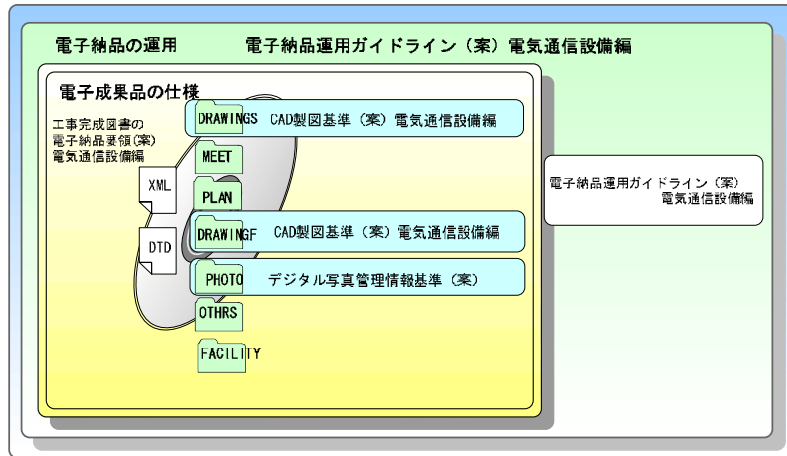 電子納品の運用 電子納品運用ガイドライン（案）電気通信設備編
電子成果品の仕様
工事完成図書の
電子納品要領(案)
電気通信設備編
DRAWINGS CAD製図基準（案）電気通信設備編
MEET
XML
PLAN
DRAWINGF CAD製図基準（案）電気通信設備編
DTD
PHOTO デジタル写真管理情報基準（案）
OTHRS
FACILITY
電子納品運用ガイドライン（案）
電気通信設備編